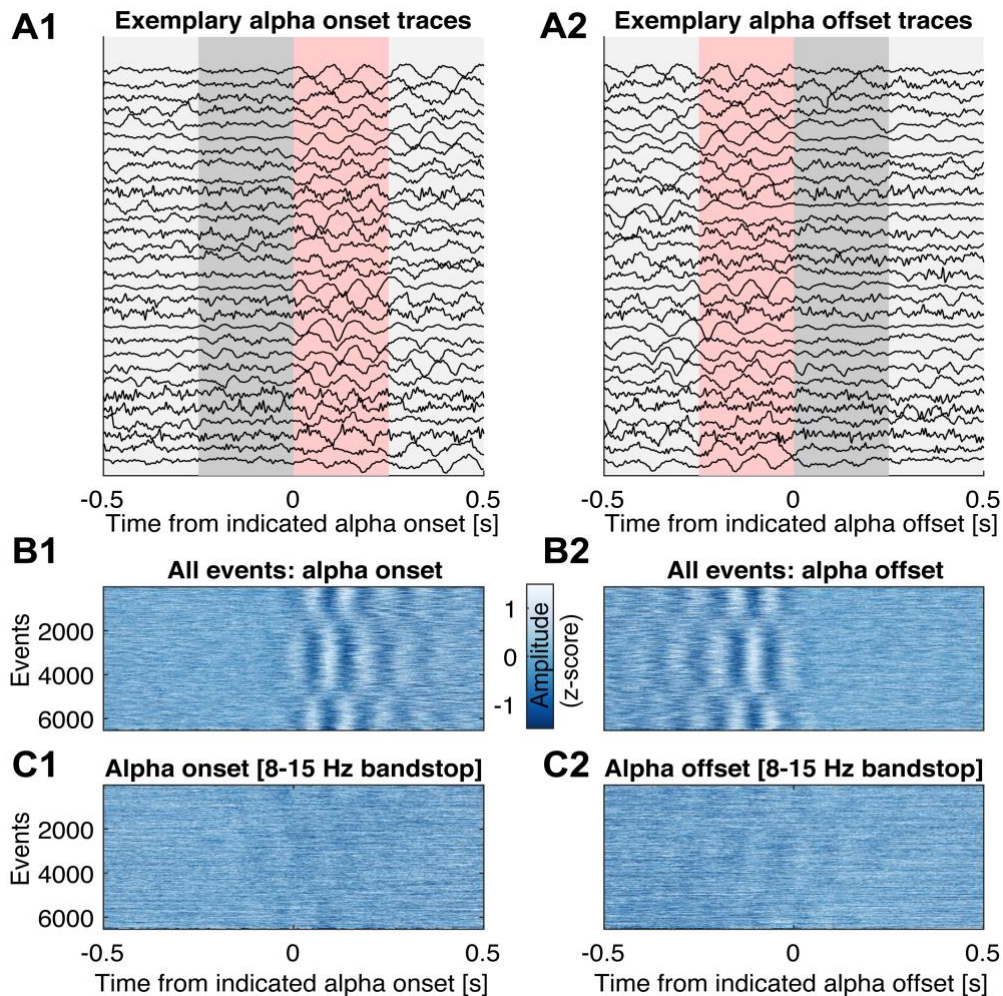 A1
Exemplary alpha onset traces
A2
Exemplary alpha offset traces
-0.5 0 0.5
Time from indicated alpha onset [s]
-0.5 0 0.5
Time from indicated alpha offset [s]
B1
All events: alpha onset
B2
All events: alpha offset
Events
2000
4000
6000
1
0
-1
Amplitude
(z-score)
C1
Alpha onset [8-15 Hz bandstop]
C2
Alpha offset [8-15 Hz bandstop]
Events
2000
4000
6000
-0.5 0 0.5
Time from indicated alpha onset [s]
-0.5 0 0.5
Time from indicated alpha offset [s]